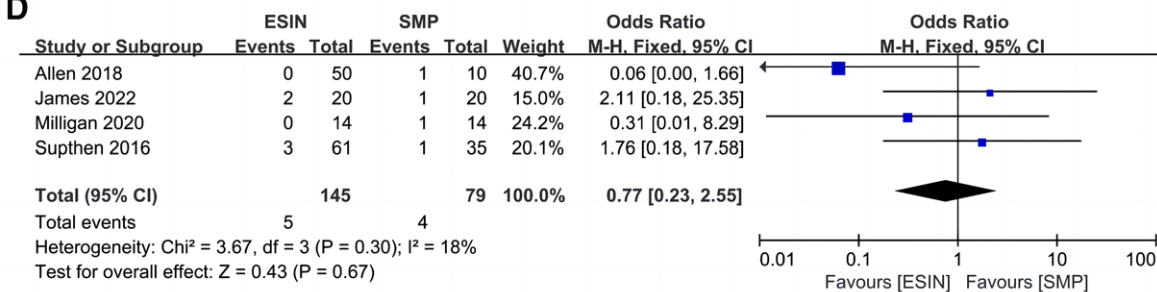 D
ESIN SMP Odds Ratio Odds Ratio
Study or Subgroup Events Total Events Total Weight M-H, Fixed, 95% CI M-H, Fixed, 95% CI
Allen 2018 0 50 1 10 40.7% 0.06 [0.00, 1.66]
James 2022 2 20 1 20 15.0% 2.11 [0.18, 25.35]
Milligan 2020 0 14 1 14 24.2% 0.31 [0.01, 8.29]
Supthen 2016 3 61 1 35 20.1% 1.76 [0.18, 17.58]
Total (95% CI) 145 79 100.0% 0.77 [0.23, 2.55]
Total events 5 4
Heterogeneity: Chi² = 3.67, df = 3 (P = 0.30); I² = 18%
Test for overall effect: Z = 0.43 (P = 0.67)
0.01 0.1 1 10 100
Favours [ESIN] Favours [SMP]